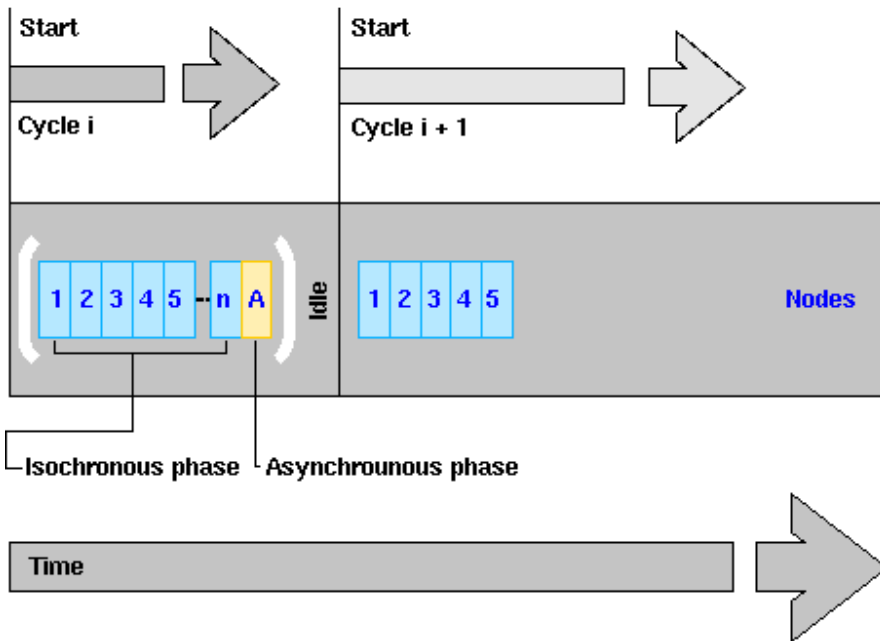 Start
Start
Cycle i
Cycle i + 1
1 2 3 4 5 -- n A
Idle
1 2 3 4 5
Nodes
Isochronous phase
Asynchrounous phase
Time